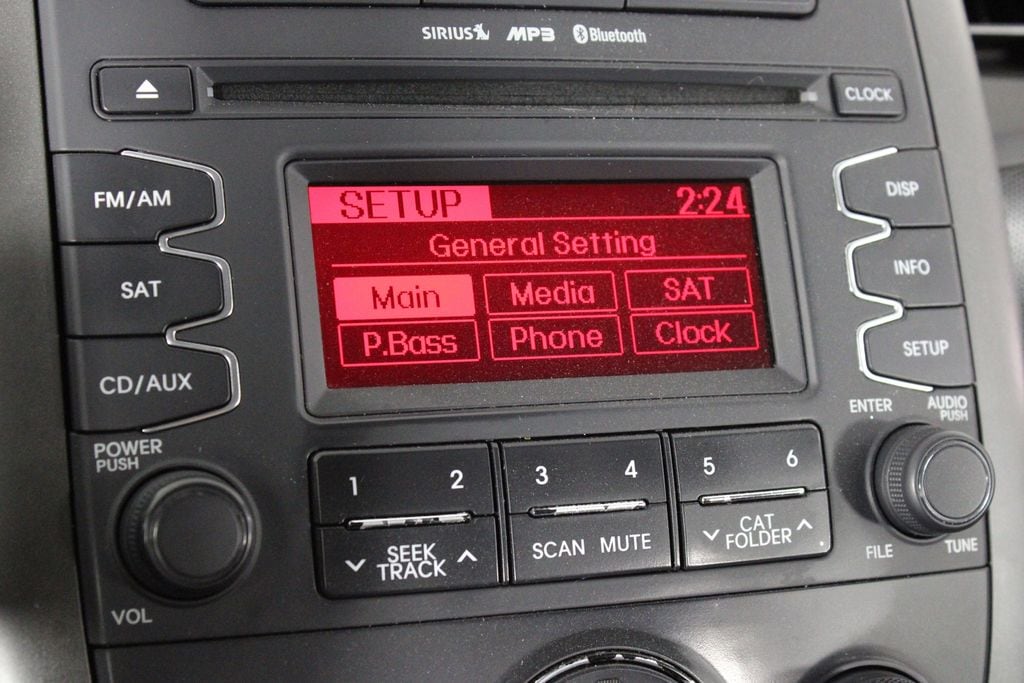 SIRIUS MP3 Bluetooth
CLOCK
FM/AM
SAT
CD/AUX
SETUP 2:24
General Setting
Main Media SAT
P.Bass Phone Clock
DISP
INFO
SETUP
POWER
PUSH
VOL
1 2 3 4 5 6
SEEK
TRACK
SCAN MUTE
CAT
FOLDER
ENTER
AUDIO
PUSH
FILE
TUNE